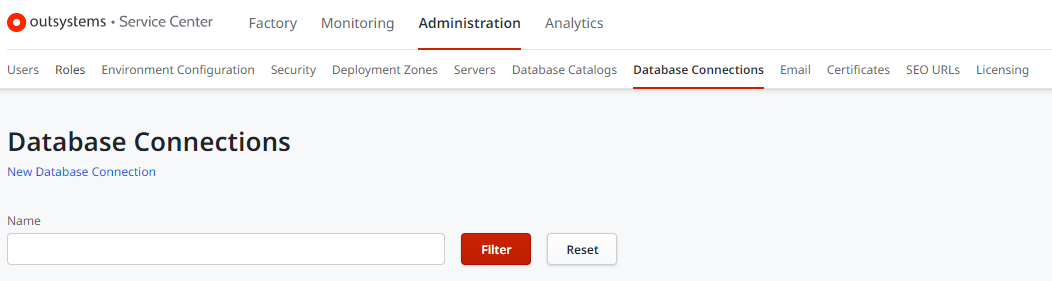 outsystems • Service Center Factory Monitoring Administration Analytics
Users Roles Environment Configuration Security Deployment Zones Servers Database Catalogs Database Connections Email Certificates SEO URLs Licensing
Database Connections
New Database Connection
Name
Filter Reset